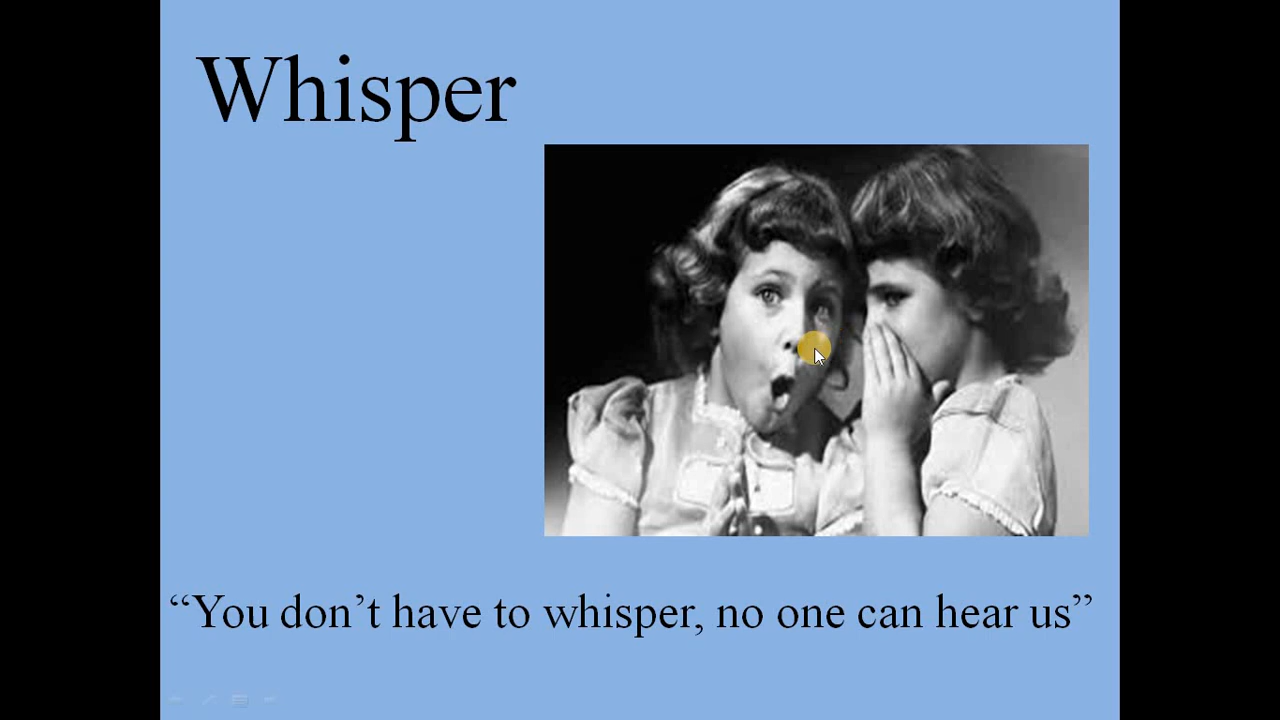 Whisper
“You don’t have to whisper, no one can hear us”